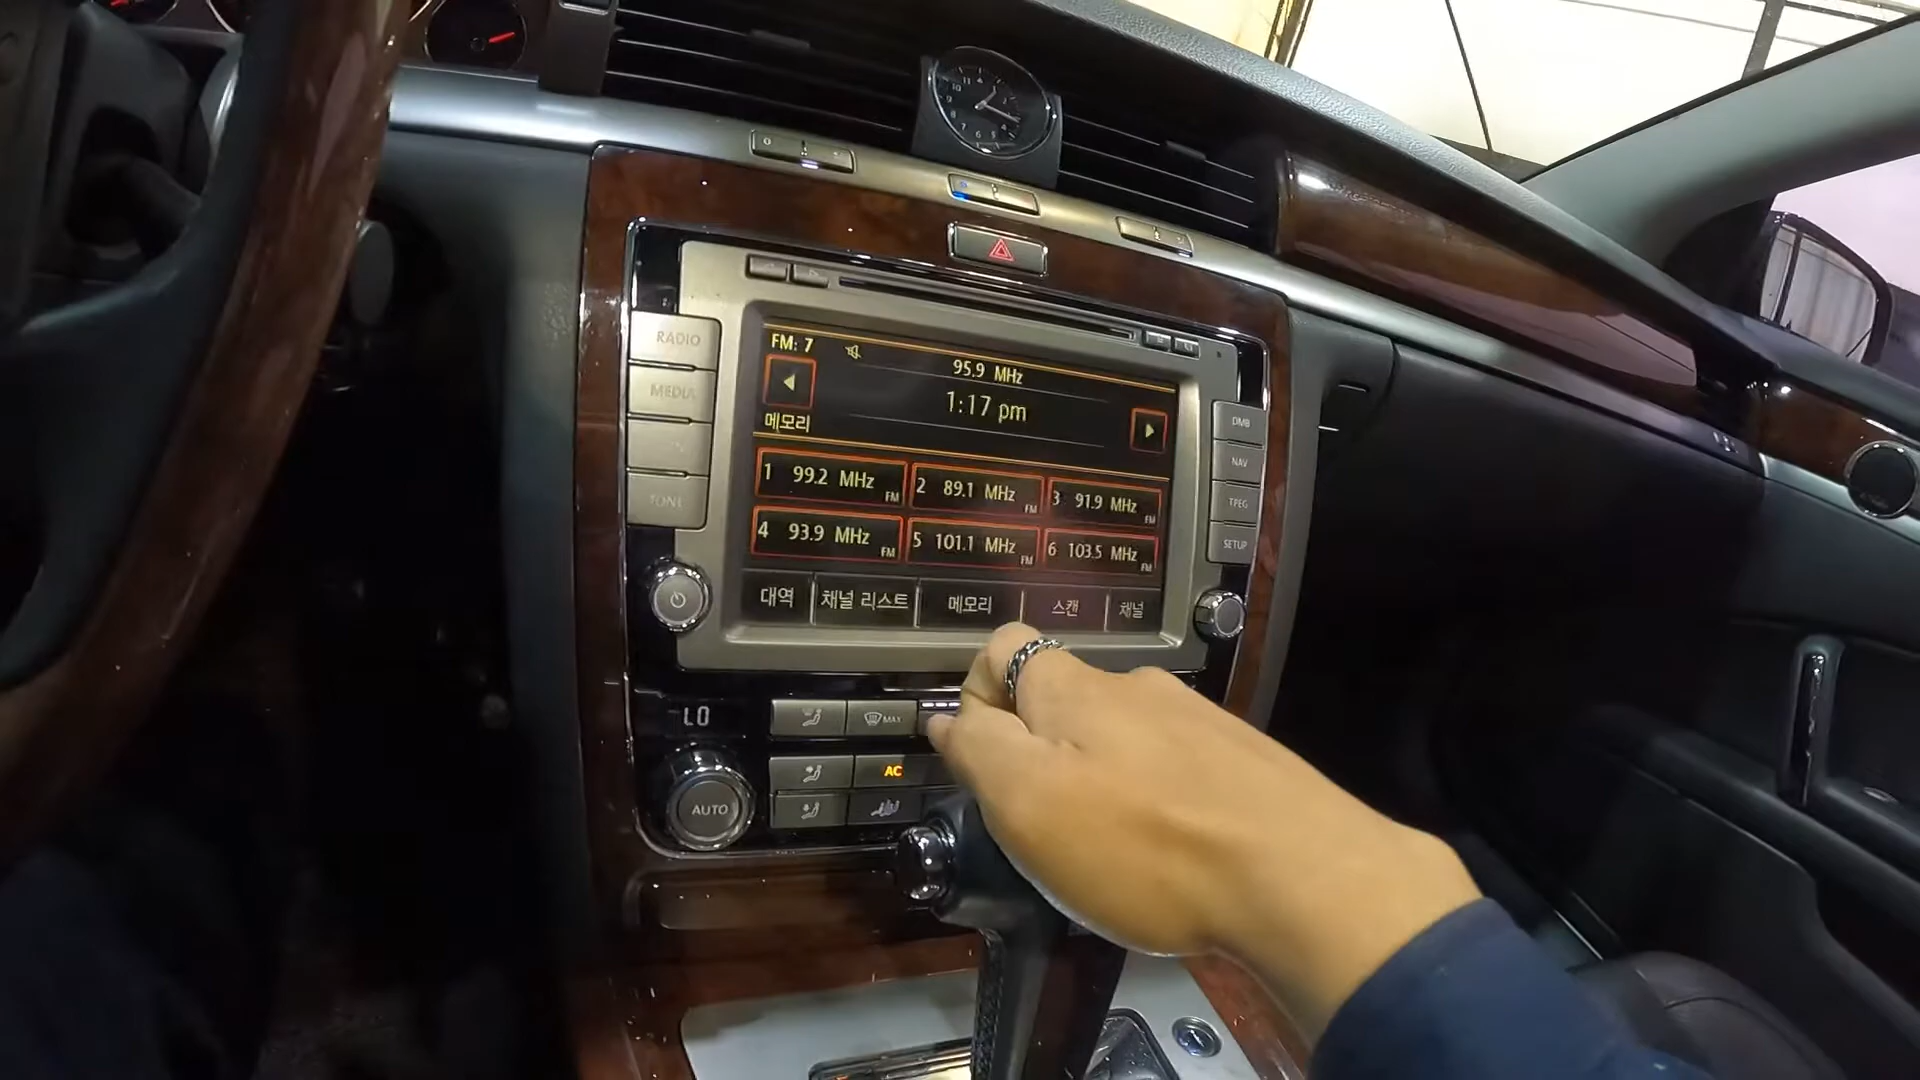 RADIO
MEDIA
TONE
FM: 7
95.9 MHz
1:17 pm
메모리
1 99.2 MHz FM
2 89.1 MHz FM
3 91.9 MHz FM
4 93.9 MHz FM
5 101.1 MHz FM
6 103.5 MHz FM
대역
채널 리스트
메모리
스캔
채널
DMB
NAV
TPEG
SETUP
LO
MAX
AC
AUTO